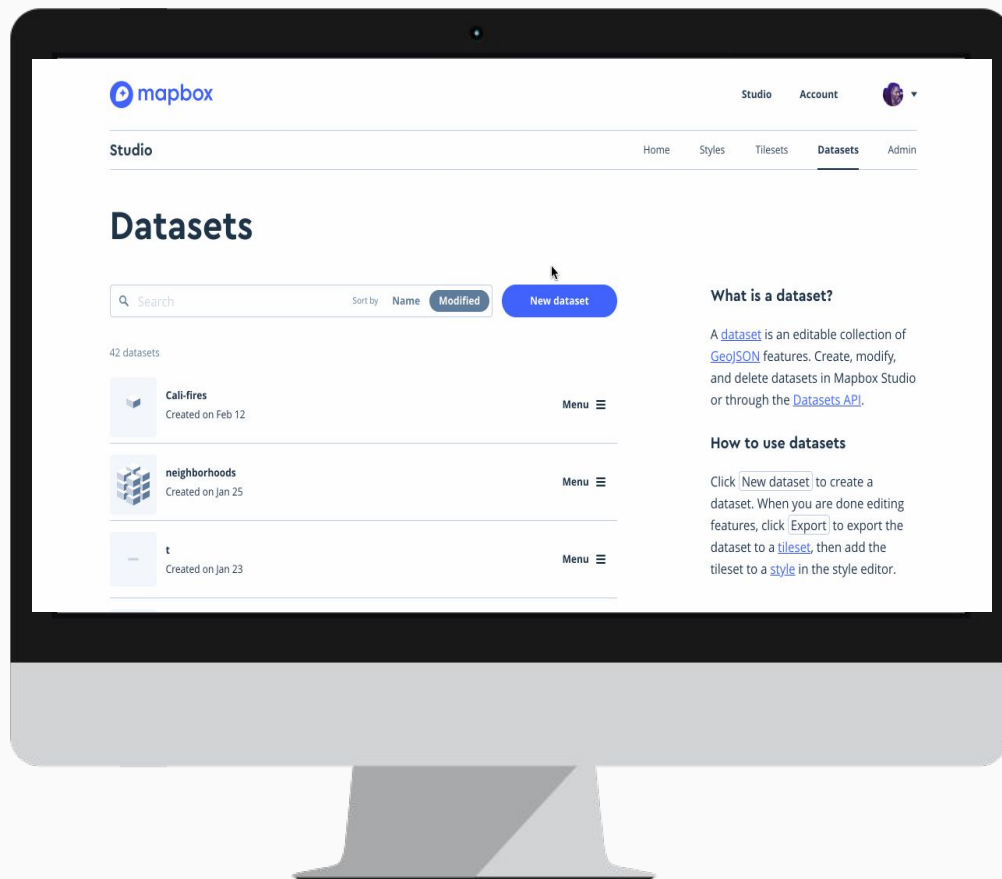 mapbox
Studio Account
Studio
Home Styles Tilesets Datasets Admin
Datasets
Search Sort by Name Modified New dataset
42 datasets
Cali-fires
Created on Feb 12
Menu
neighborhoods
Created on Jan 25
Menu
t
Created on Jan 23
Menu
What is a dataset?
A dataset is an editable collection of
GeoJSON features. Create, modify,
and delete datasets in Mapbox Studio
or through the Datasets API.
How to use datasets
Click New dataset to create a
dataset. When you are done editing
features, click Export to export the
dataset to a tileset, then add the
tileset to a style in the style editor.